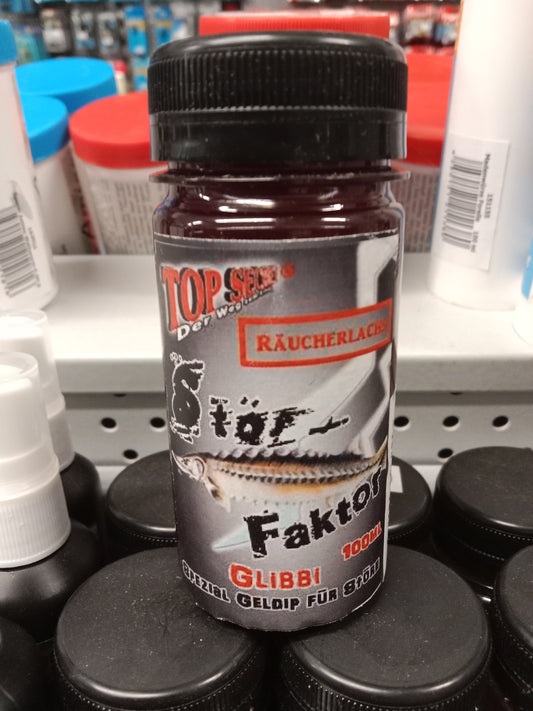 TOP SECRET®
Der Weg
RÄUCHERLACHS
Stör-
Faktor
100ML
GLIBBI
SPEZIAL GELDIP FÜR STÖRE